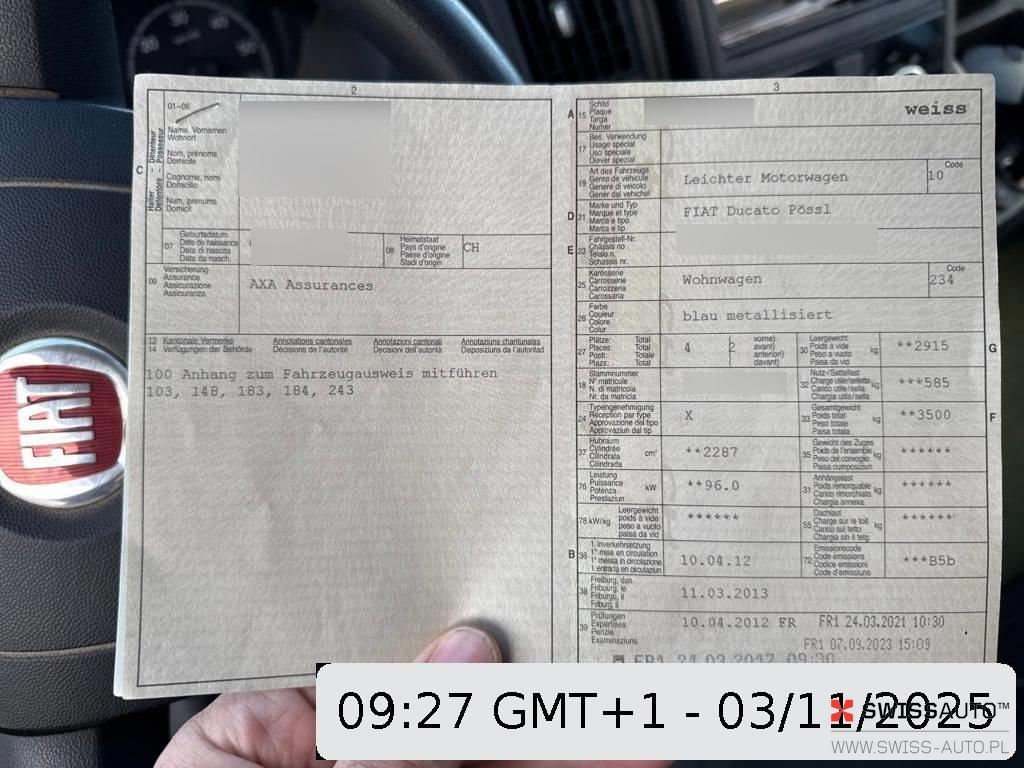 2
01-06
Name, Vornamen
Wohnort
Nom, prénoms
Domicile
Cognome, nomi
Domicilio
Num, prenums
Domicil
C
Halter – Détenteur
Detentore – Possessur
07
Geburtsdatum
Date de naissance
Data di nascita
Data da nasch.
08
Heimatstaat
Pays d'origine
Paese d'origine
Stadi d'origin
CH
09
Versicherung
Assurance
Assicurazione
Assicuranza
AXA Assurances
13 Kantonale Vermerke Annotations cantonales Annotazioni cantonali Annotaziuns chantunalas
14 Verfügungen der Behörde Décisions de l'autorité Decisioni dell'autorità Disposiziuns da l'autoritad
100 Anhang zum Fahrzeugausweis mitführen
103, 148, 183, 184, 243
3
A 15
Schild
Plaque
Targa
Numer
weiss
17
Bes. Verwendung
Usage spécial
Uso speciale
Diever spezial
19
Art des Fahrzeugs
Genre de véhicule
Genere di veicolo
Gener dal vehichel
Leichter Motorwagen
Code
10
D 21
Marke und Typ
Marque et type
Marca e tipo
Marca e tip
FIAT Ducato Pössl
E 23
Fahrgestell-Nr.
Châssis no
Telaio n.
Schassis nr.
25
Karosserie
Carrosserie
Carrozzeria
Carossaria
Wohnwagen
Code
234
26
Farbe
Couleur
Colore
Colur
blau metallisiert
27
Plätze: Total
Places: Total
Posti: Totale
Plazs: Total
4
2
vorne)
avant)
anteriori)
davant)
30
Leergewicht
Poids à vide
Peso a vuoto
Paisa da vid
kg
**2915
G
18
Stammnummer
N° matricule
N. di matricola
Nr. da matricla
32
Nutz-/Sattellast
Charge utile/sellette
Carico utile/sella
Chargia utila/sella
kg
***585
24
Typengenehmigung
Réception par type
Approvazione del tipo
Approvaziun dal tip
X
33
Gesamtgewicht
Poids total
Peso totale
Paisa totala
kg
**3500
F
37
Hubraum
Cylindrée
Cilindrata
Cilindrada
cm³
**2287
35
Gewicht des Zuges
Poids de l'ensemble
Peso del convoglio
Paisa cumposiziun
kg
******
76
Leistung
Puissance
Potenza
Prestaziun
kW
**96.0
31
Anhängelast
Poids remorquable
Carico rimorchiato
Chargia annexa
kg
******
78 kW/kg
Leergewicht
poids à vide
peso a vuoto
paisa da vid
******
55
Dachlast
Charge sur le toit
Carico sul tetto
Chargia sin il tetg
kg
******
B 36
1. Inverkehrsetzung
1re mise en circulation
1a messa in circolazione
1. entrada en circulaziun
10.04.12
72
Emissionscode
Code émissions
Codice emissioni
Code d'emissiuns
***B5b
38
Freiburg, den
Fribourg, le
Friburgo, il
Friburg, il
11.03.2013
39
Prüfungen
Expertises
Perizie
Examinaziuns
10.04.2012 FR FR1 24.03.2021 10:30
FR1 07.09.2023 15:09
FR1 24.03.2017 09:30
FIAT
09:27 GMT+1 - 03/11/2025
SWISSAUTO™
WWW.SWISS-AUTO.PL